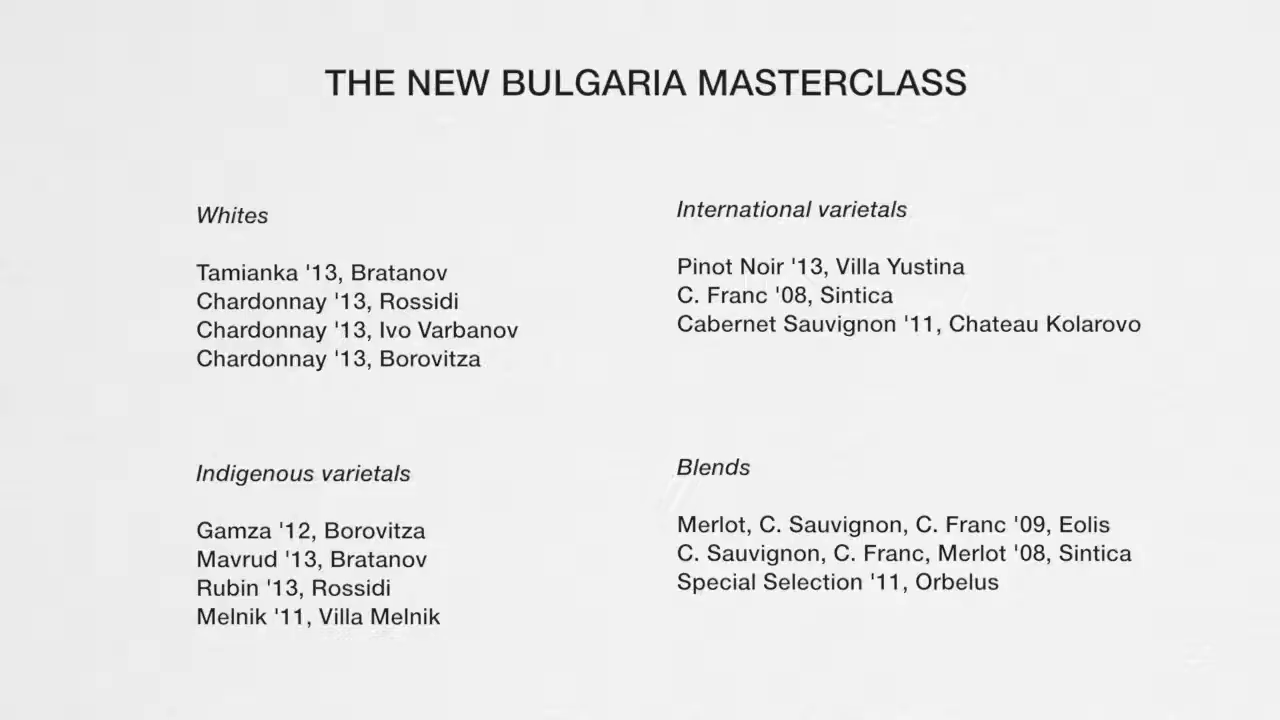 THE NEW BULGARIA MASTERCLASS
Whites
Tamianka '13, Bratanov
Chardonnay '13, Rossidi
Chardonnay '13, Ivo Varbanov
Chardonnay '13, Borovitza
International varietals
Pinot Noir '13, Villa Yustina
C. Franc '08, Sintica
Cabernet Sauvignon '11, Chateau Kolarovo
Indigenous varietals
Gamza '12, Borovitza
Mavrud '13, Bratanov
Rubin '13, Rossidi
Melnik '11, Villa Melnik
Blends
Merlot, C. Sauvignon, C. Franc '09, Eolis
C. Sauvignon, C. Franc, Merlot '08, Sintica
Special Selection '11, Orbelus